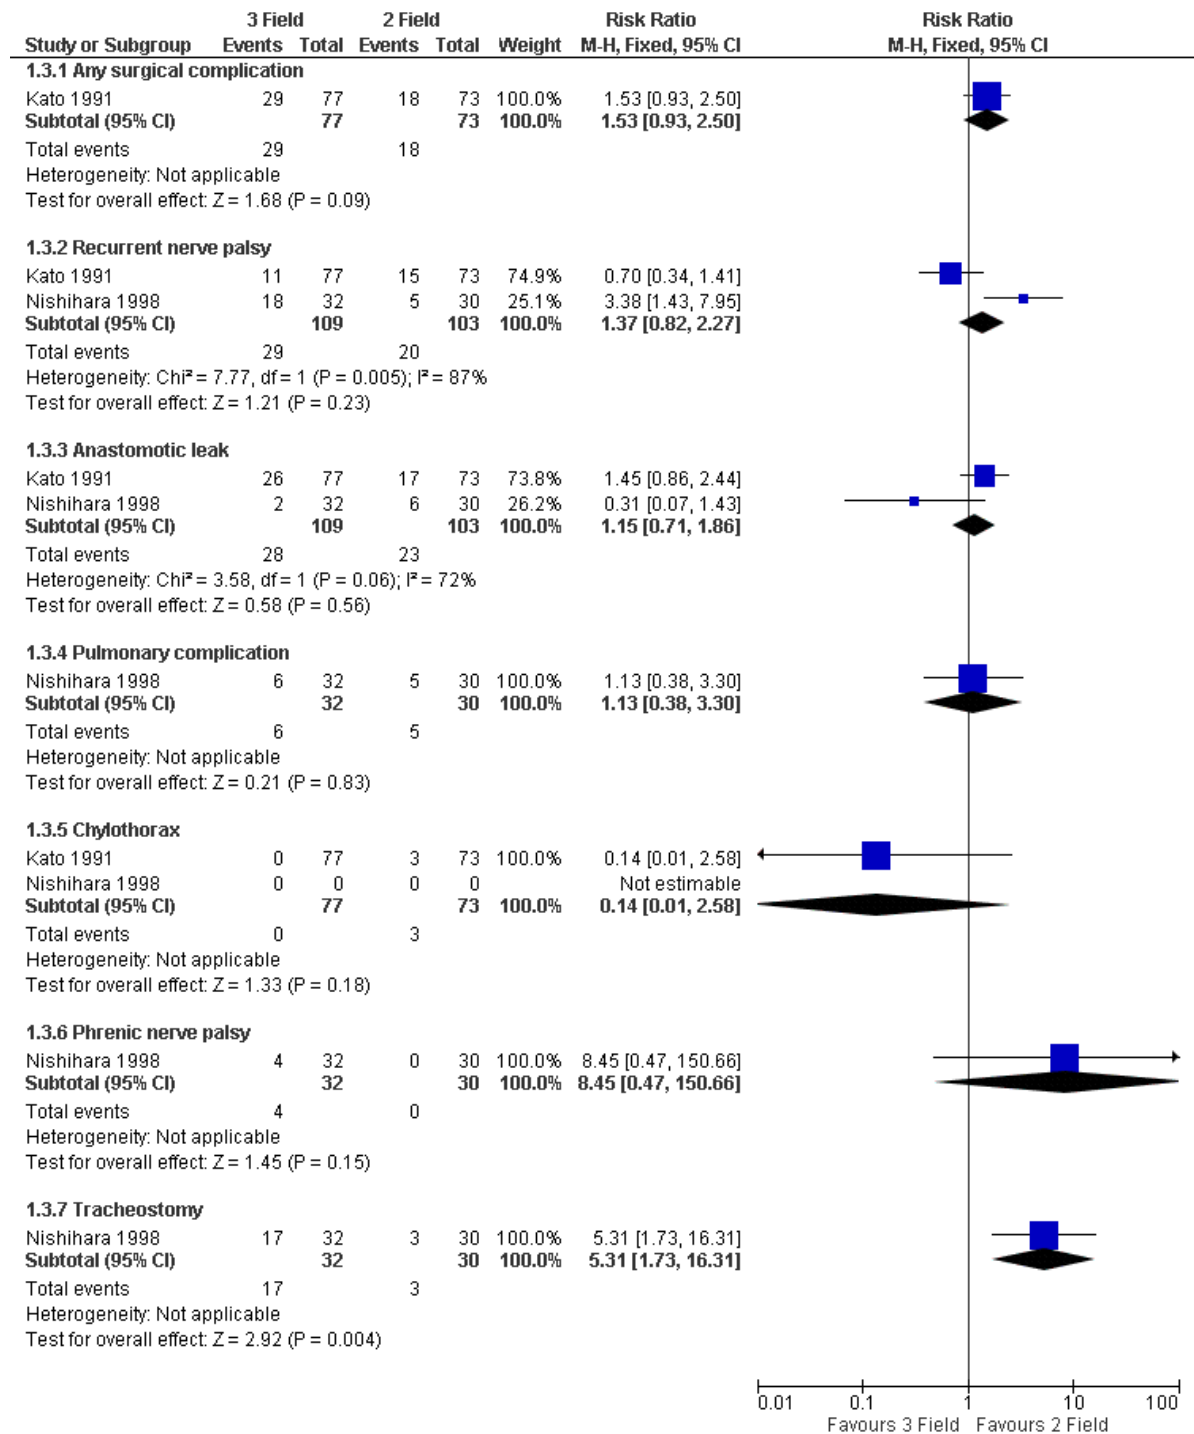 3 Field 2 Field Risk Ratio Risk Ratio
Study or Subgroup Events Total Events Total Weight M-H, Fixed, 95% CI M-H, Fixed, 95% CI
1.3.1 Any surgical complication
Kato 1991 29 77 18 73 100.0% 1.53 [0.93, 2.50]
Subtotal (95% CI) 77 73 100.0% 1.53 [0.93, 2.50]
Total events 29 18
Heterogeneity: Not applicable
Test for overall effect: Z = 1.68 (P = 0.09)
1.3.2 Recurrent nerve palsy
Kato 1991 11 77 15 73 74.9% 0.70 [0.34, 1.41]
Nishihara 1998 18 32 5 30 25.1% 3.38 [1.43, 7.95]
Subtotal (95% CI) 109 103 100.0% 1.37 [0.82, 2.27]
Total events 29 20
Heterogeneity: Chi² = 7.77, df = 1 (P = 0.005); I² = 87%
Test for overall effect: Z = 1.21 (P = 0.23)
1.3.3 Anastomotic leak
Kato 1991 26 77 17 73 73.8% 1.45 [0.86, 2.44]
Nishihara 1998 2 32 6 30 26.2% 0.31 [0.07, 1.43]
Subtotal (95% CI) 109 103 100.0% 1.15 [0.71, 1.86]
Total events 28 23
Heterogeneity: Chi² = 3.58, df = 1 (P = 0.06); I² = 72%
Test for overall effect: Z = 0.58 (P = 0.56)
1.3.4 Pulmonary complication
Nishihara 1998 6 32 5 30 100.0% 1.13 [0.38, 3.30]
Subtotal (95% CI) 32 30 100.0% 1.13 [0.38, 3.30]
Total events 6 5
Heterogeneity: Not applicable
Test for overall effect: Z = 0.21 (P = 0.83)
1.3.5 Chylothorax
Kato 1991 0 77 3 73 100.0% 0.14 [0.01, 2.58]
Nishihara 1998 0 0 0 0 Not estimable
Subtotal (95% CI) 77 73 100.0% 0.14 [0.01, 2.58]
Total events 0 3
Heterogeneity: Not applicable
Test for overall effect: Z = 1.33 (P = 0.18)
1.3.6 Phrenic nerve palsy
Nishihara 1998 4 32 0 30 100.0% 8.45 [0.47, 150.66]
Subtotal (95% CI) 32 30 100.0% 8.45 [0.47, 150.66]
Total events 4 0
Heterogeneity: Not applicable
Test for overall effect: Z = 1.45 (P = 0.15)
1.3.7 Tracheostomy
Nishihara 1998 17 32 3 30 100.0% 5.31 [1.73, 16.31]
Subtotal (95% CI) 32 30 100.0% 5.31 [1.73, 16.31]
Total events 17 3
Heterogeneity: Not applicable
Test for overall effect: Z = 2.92 (P = 0.004)
0.01 0.1 1 10 100
Favours 3 Field Favours 2 Field